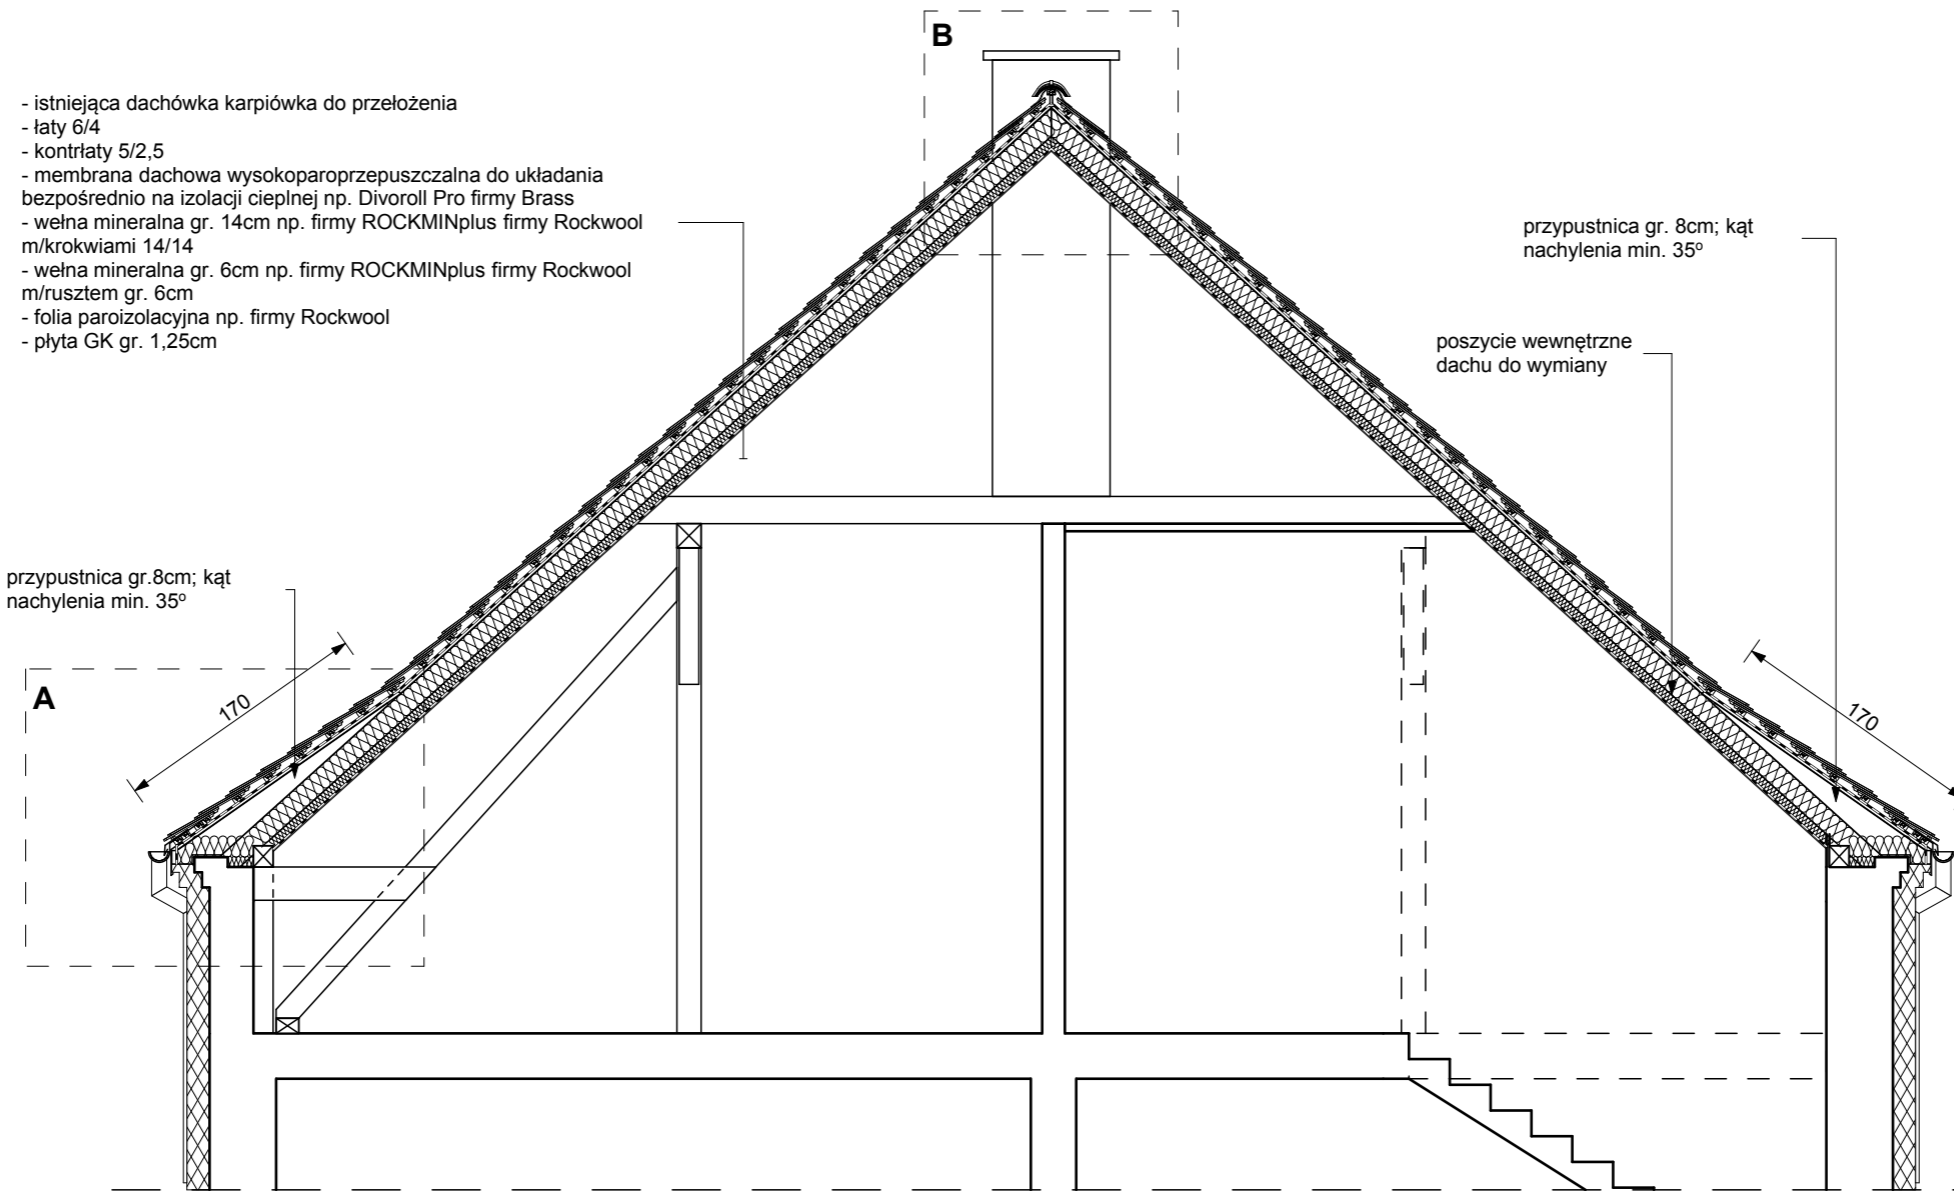 B
- istniejąca dachówka karpiówka do przełożenia
- łaty 6/4
- kontrłaty 5/2,5
- membrana dachowa wysokoparoprzepuszczalna do układania
bezpośrednio na izolacji cieplnej np. Divoroll Pro firmy Brass
- wełna mineralna gr. 14cm np. firmy ROCKMINplus firmy Rockwool
m/krokwiami 14/14
- wełna mineralna gr. 6cm np. firmy ROCKMINplus firmy Rockwool
m/rusztem gr. 6cm
- folia paroizolacyjna np. firmy Rockwool
- płyta GK gr. 1,25cm
przypustnica gr. 8cm; kąt
nachylenia min. 35º
poszycie wewnętrzne
dachu do wymiany
przypustnica gr.8cm; kąt
nachylenia min. 35º
A
170
170